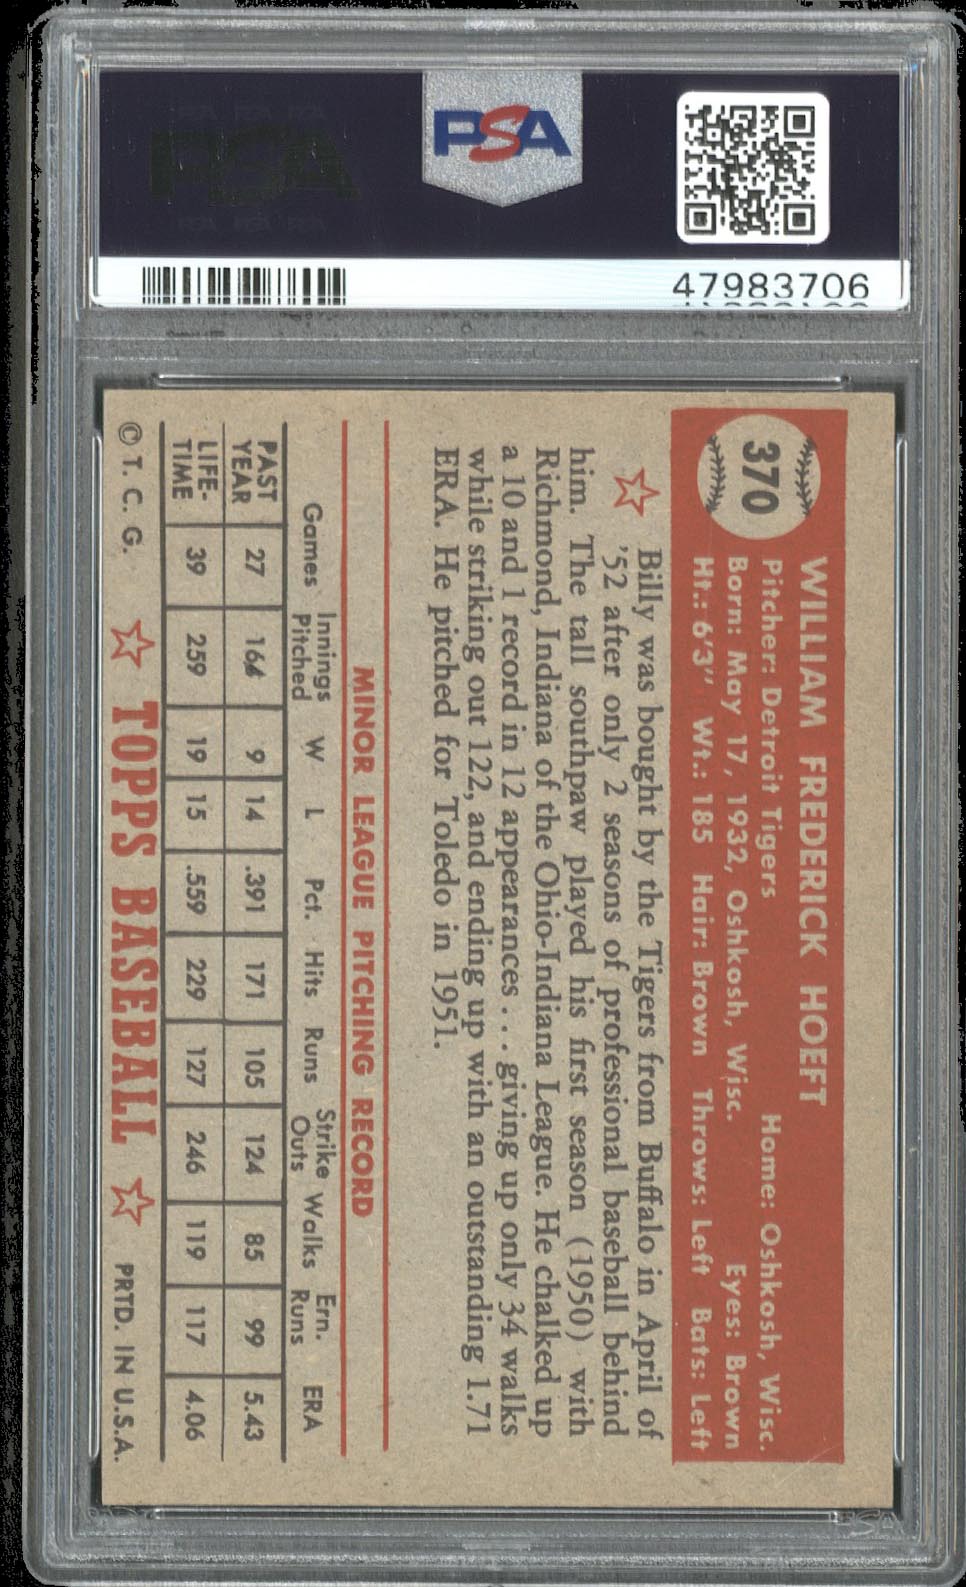 PSA
47983706
370
WILLIAM FREDERICK HOEFT
Pitcher: Detroit Tigers Home: Oshkosh, Wisc.
Born: May 17, 1932, Oshkosh, Wisc. Eyes: Brown
Ht.: 6'3" Wt.: 185 Hair: Brown Throws: Left Bats: Left
Billy was bought by the Tigers from Buffalo in April of
'52 after only 2 seasons of professional baseball behind
him. The tall southpaw played his first season (1950) with
Richmond, Indiana of the Ohio-Indiana League. He chalked up
a 10 and 1 record in 12 appearances . . . giving up only 34 walks
while striking out 122, and ending up with an outstanding 1.71
ERA. He pitched for Toledo in 1951.
MINOR LEAGUE PITCHING RECORD
Games Innings Pitched W L Pct. Hits Runs Strike Outs Walks Ern. Runs ERA
PAST YEAR 27 164 9 14 .391 171 105 124 85 99 5.43
LIFE-TIME 39 259 19 15 .559 229 127 246 119 117 4.06
© T. C. G. TOPPS BASEBALL PRTD. IN U.S.A.